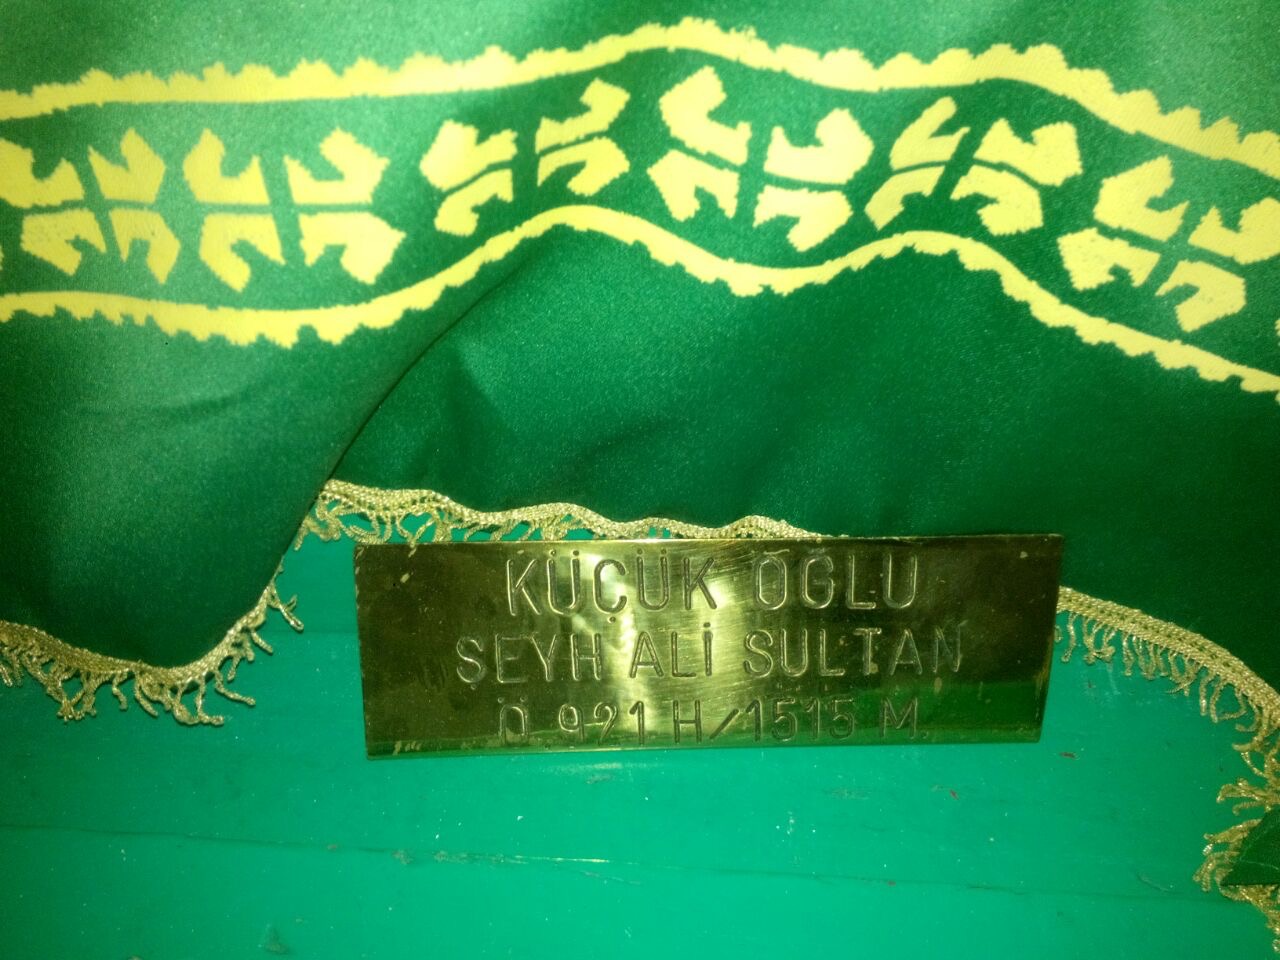 KÜÇÜK OĞLU
ŞEYH ALİ SULTAN
Ö. 921 H/1515 M.